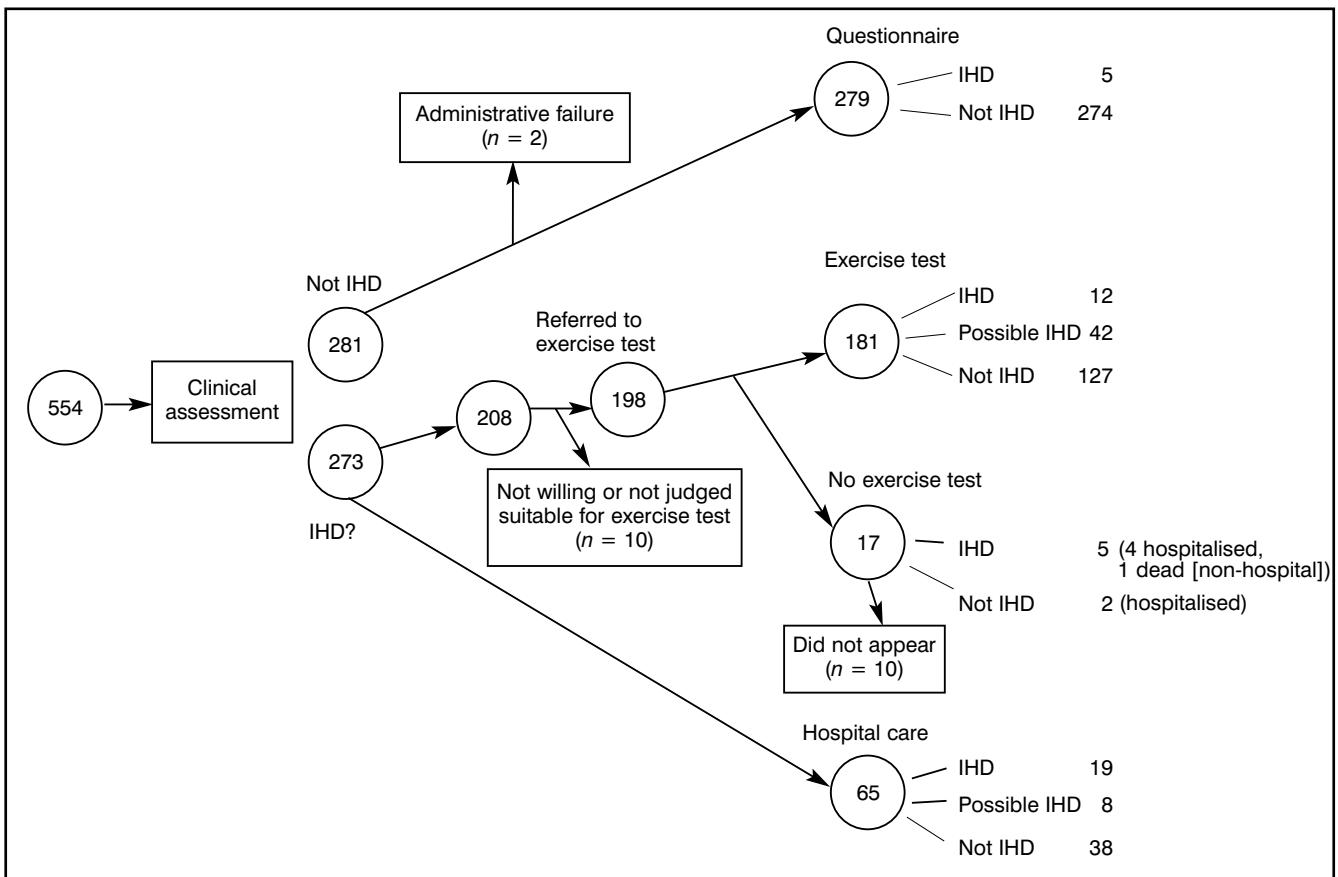 Questionnaire
279
IHD 5
Not IHD 274
Administrative failure
(n = 2)
Not IHD
281
Exercise test
181
IHD 12
Possible IHD 42
Not IHD 127
Referred to
exercise test
198
554
Clinical
assessment
208
273
IHD?
Not willing or not judged
suitable for exercise test
(n = 10)
No exercise test
17
IHD 5 (4 hospitalised,
1 dead [non-hospital])
Not IHD 2 (hospitalised)
Did not appear
(n = 10)
Hospital care
65
IHD 19
Possible IHD 8
Not IHD 38